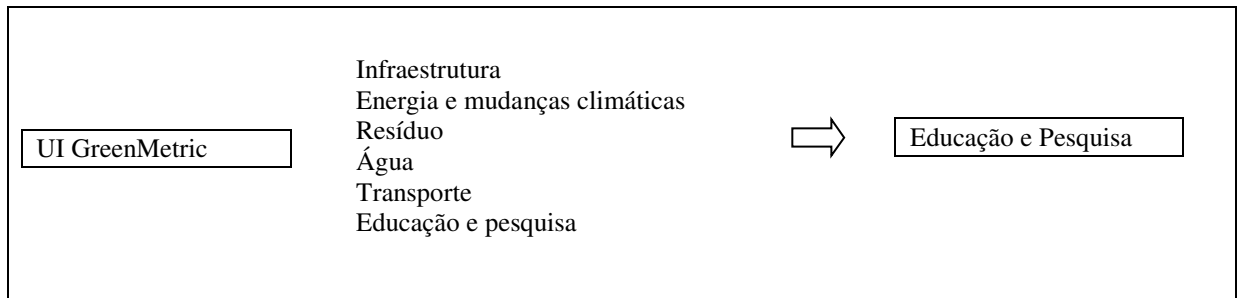 UI GreenMetric
Infraestrutura
Energia e mudanças climáticas
Resíduo
Água
Transporte
Educação e pesquisa
Educação e Pesquisa